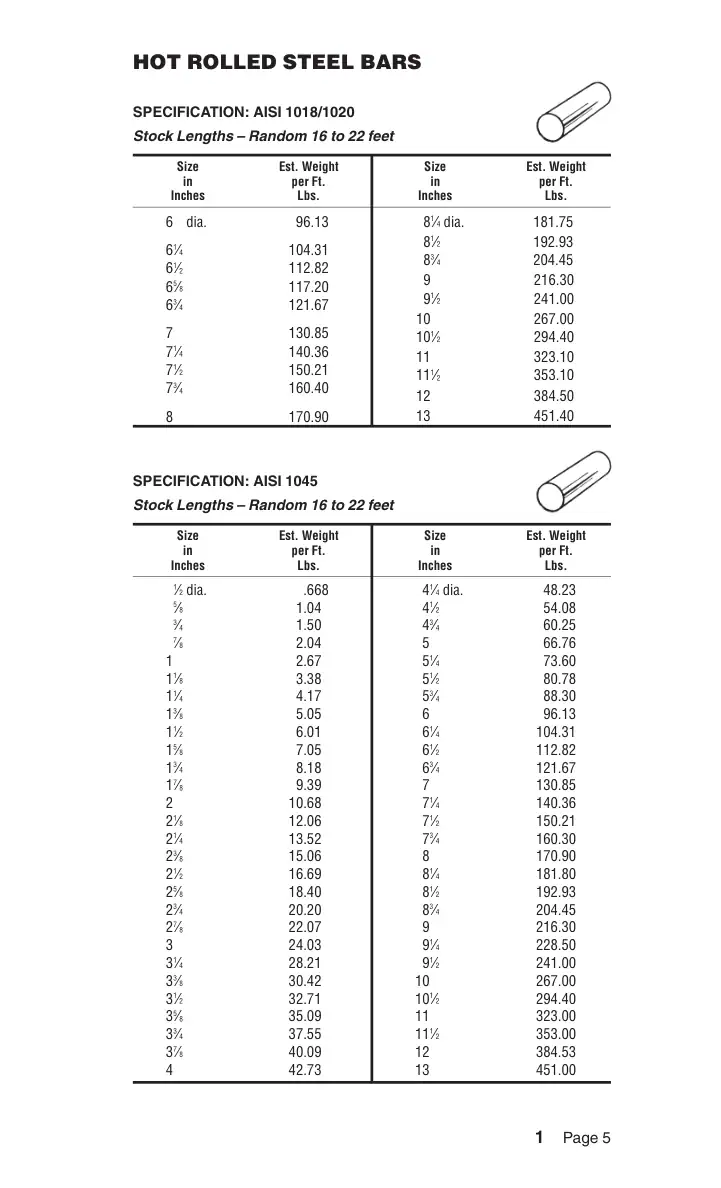 HOT ROLLED STEEL BARS
SPECIFICATION: AISI 1018/1020
Stock Lengths – Random 16 to 22 feet
Size Est. Weight Size Est. Weight
in per Ft. in per Ft.
Inches Lbs. Inches Lbs.
6 dia. 96.13 8¼ dia. 181.75
6¼ 104.31 8½ 192.93
6½ 112.82 8¾ 204.45
6⅝ 117.20 9 216.30
6¾ 121.67 9½ 241.00
7 130.85 10 267.00
7¼ 140.36 10½ 294.40
7½ 150.21 11 323.10
7¾ 160.40 11½ 353.10
8 170.90 12 384.50
13 451.40
SPECIFICATION: AISI 1045
Stock Lengths – Random 16 to 22 feet
Size Est. Weight Size Est. Weight
in per Ft. in per Ft.
Inches Lbs. Inches Lbs.
½ dia. .668 4¼ dia. 48.23
⅝ 1.04 4½ 54.08
¾ 1.50 4¾ 60.25
⅞ 2.04 5 66.76
1 2.67 5¼ 73.60
1⅛ 3.38 5½ 80.78
1¼ 4.17 5¾ 88.30
1⅜ 5.05 6 96.13
1½ 6.01 6¼ 104.31
1⅝ 7.05 6½ 112.82
1¾ 8.18 6¾ 121.67
1⅞ 9.39 7 130.85
2 10.68 7¼ 140.36
2⅛ 12.06 7½ 150.21
2¼ 13.52 7¾ 160.30
2⅜ 15.06 8 170.90
2½ 16.69 8¼ 181.80
2⅝ 18.40 8½ 192.93
2¾ 20.20 8¾ 204.45
2⅞ 22.07 9 216.30
3 24.03 9¼ 228.50
3¼ 28.21 9½ 241.00
3⅜ 30.42 10 267.00
3½ 32.71 10½ 294.40
3⅝ 35.09 11 323.00
3¾ 37.55 11½ 353.00
3⅞ 40.09 12 384.53
4 42.73 13 451.00
1 Page 5